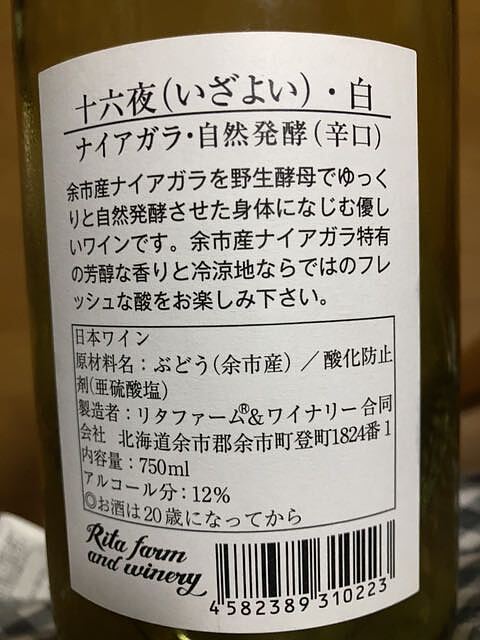 十六夜(いざよい)・白
ナイアガラ・自然発酵(辛口)
余市産ナイアガラを野生酵母でゆっく
りと自然発酵させた身体になじむ優し
いワインです。余市産ナイアガラ特有
の芳醇な香りと冷涼地ならではのフレ
ッシュな酸をお楽しみ下さい。
日本ワイン
原材料名：ぶどう(余市産)／酸化防止
剤(亜硫酸塩)
製造者：リタファーム®&ワイナリー合同
会社 北海道余市郡余市町登町1824番1
内容量：750ml
アルコール分：12%
◎お酒は20歳になってから
Rita farm
and winery
4 582389 310223